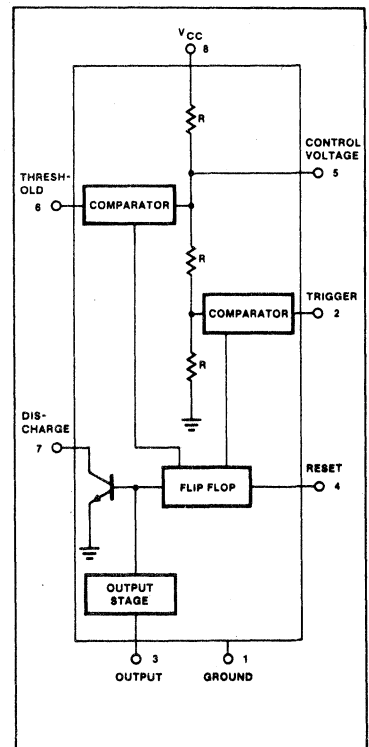 VCC
8
R
CONTROL
VOLTAGE
5
THRESH-
OLD
6
COMPARATOR
R
TRIGGER
COMPARATOR
2
R
DIS-
CHARGE
7
RESET
FLIP FLOP
4
OUTPUT
STAGE
3
1
OUTPUT
GROUND